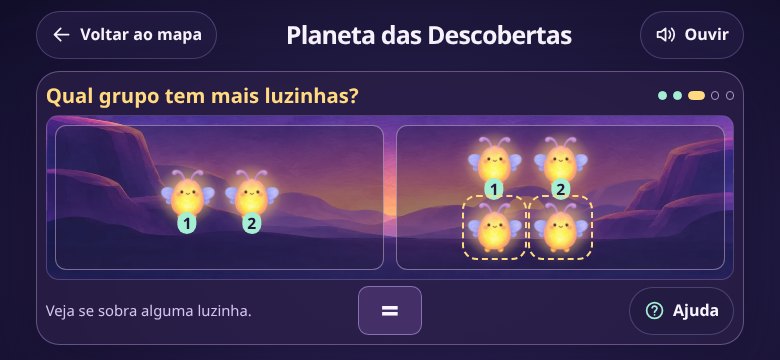 Voltar ao mapa
Planeta das Descobertas
Ouvir
Qual grupo tem mais luzinhas?
1 2
1 2
Veja se sobra alguma luzinha.
=
Ajuda